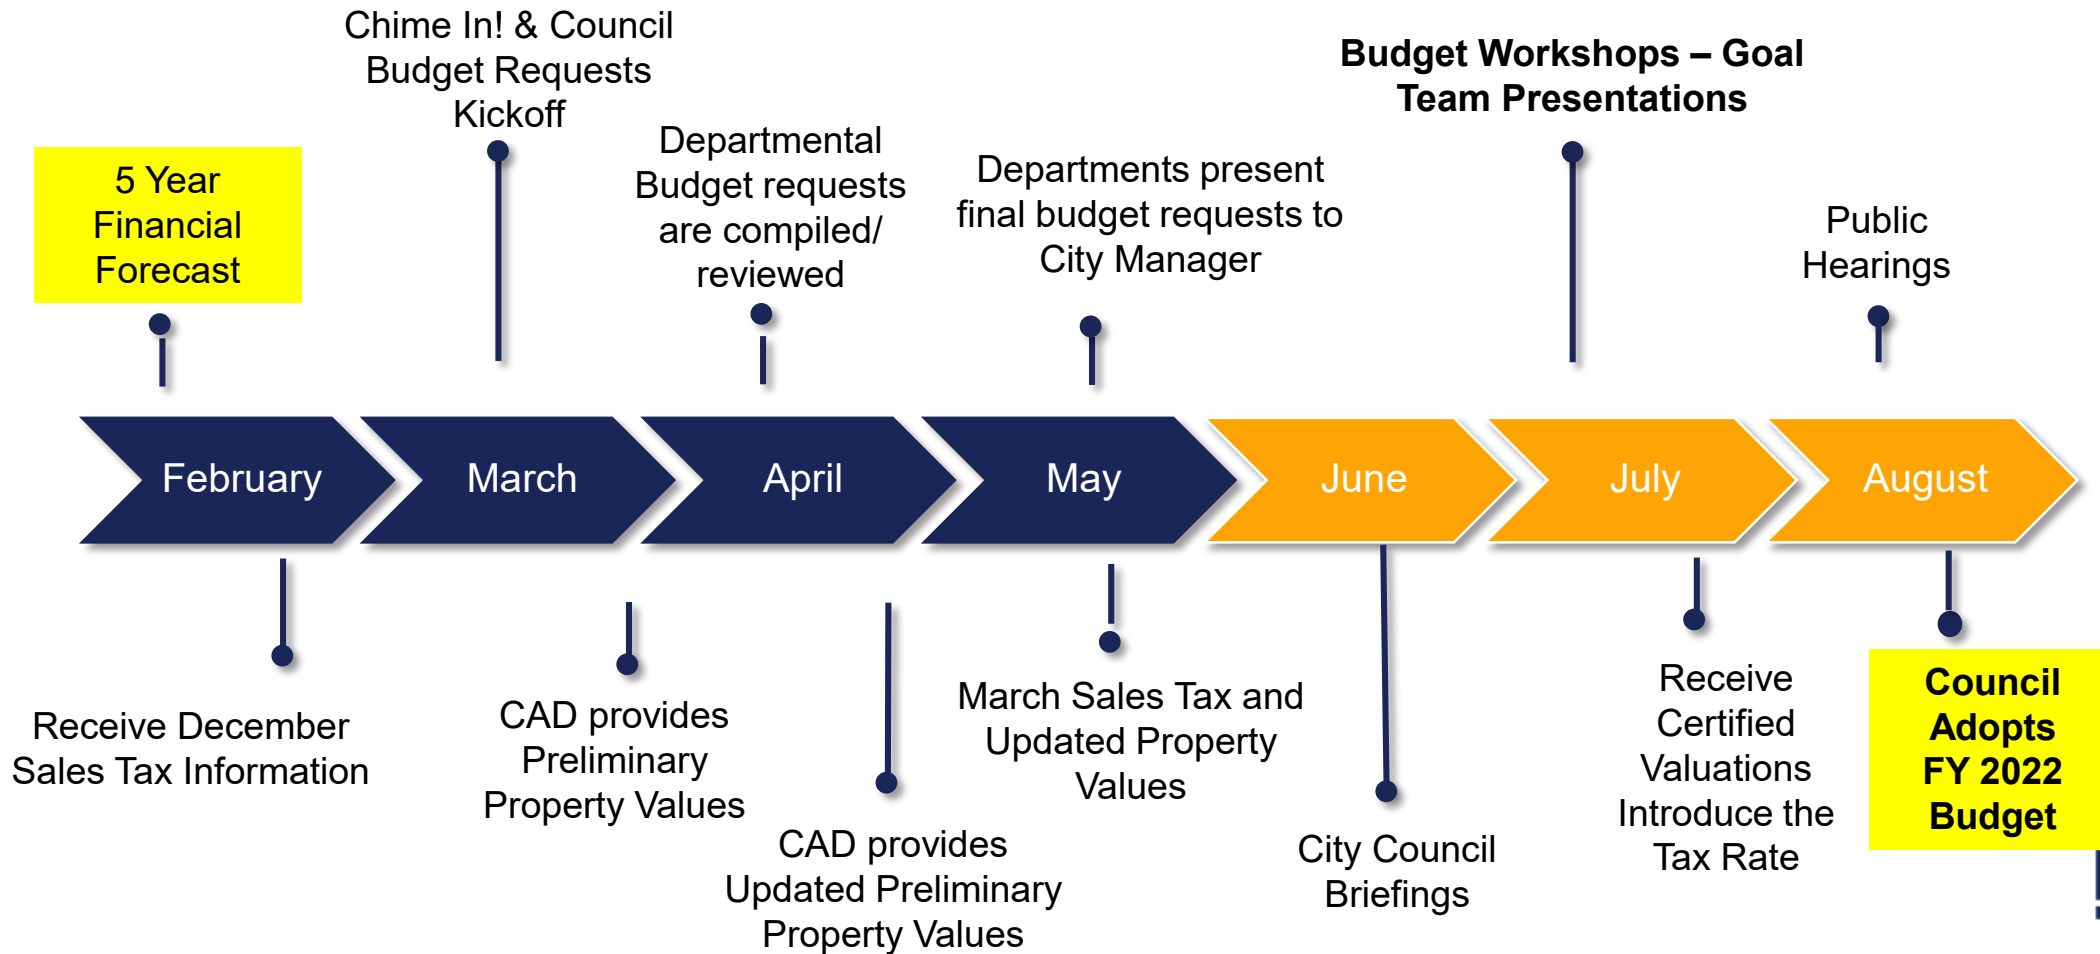 Chime In! & Council
Budget Requests
Kickoff
Budget Workshops – Goal
Team Presentations
5 Year
Financial
Forecast
Departmental
Budget requests
are compiled/
reviewed
Departments present
final budget requests to
City Manager
Public
Hearings
February
March
April
May
June
July
August
Receive December
Sales Tax Information
CAD provides
Preliminary
Property Values
CAD provides
Updated Preliminary
Property Values
March Sales Tax and
Updated Property
Values
City Council
Briefings
Receive
Certified
Valuations
Introduce the
Tax Rate
Council
Adopts
FY 2022
Budget